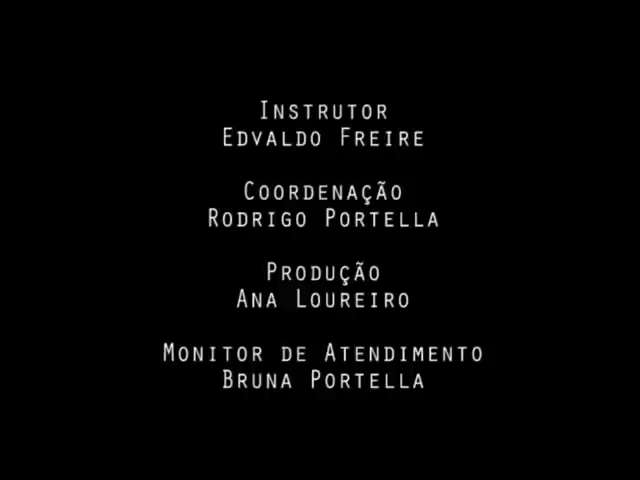 Instrutor
Edvaldo Freire
Coordenação
Rodrigo Portella
Produção
Ana Loureiro
Monitor de Atendimento
Bruna Portella